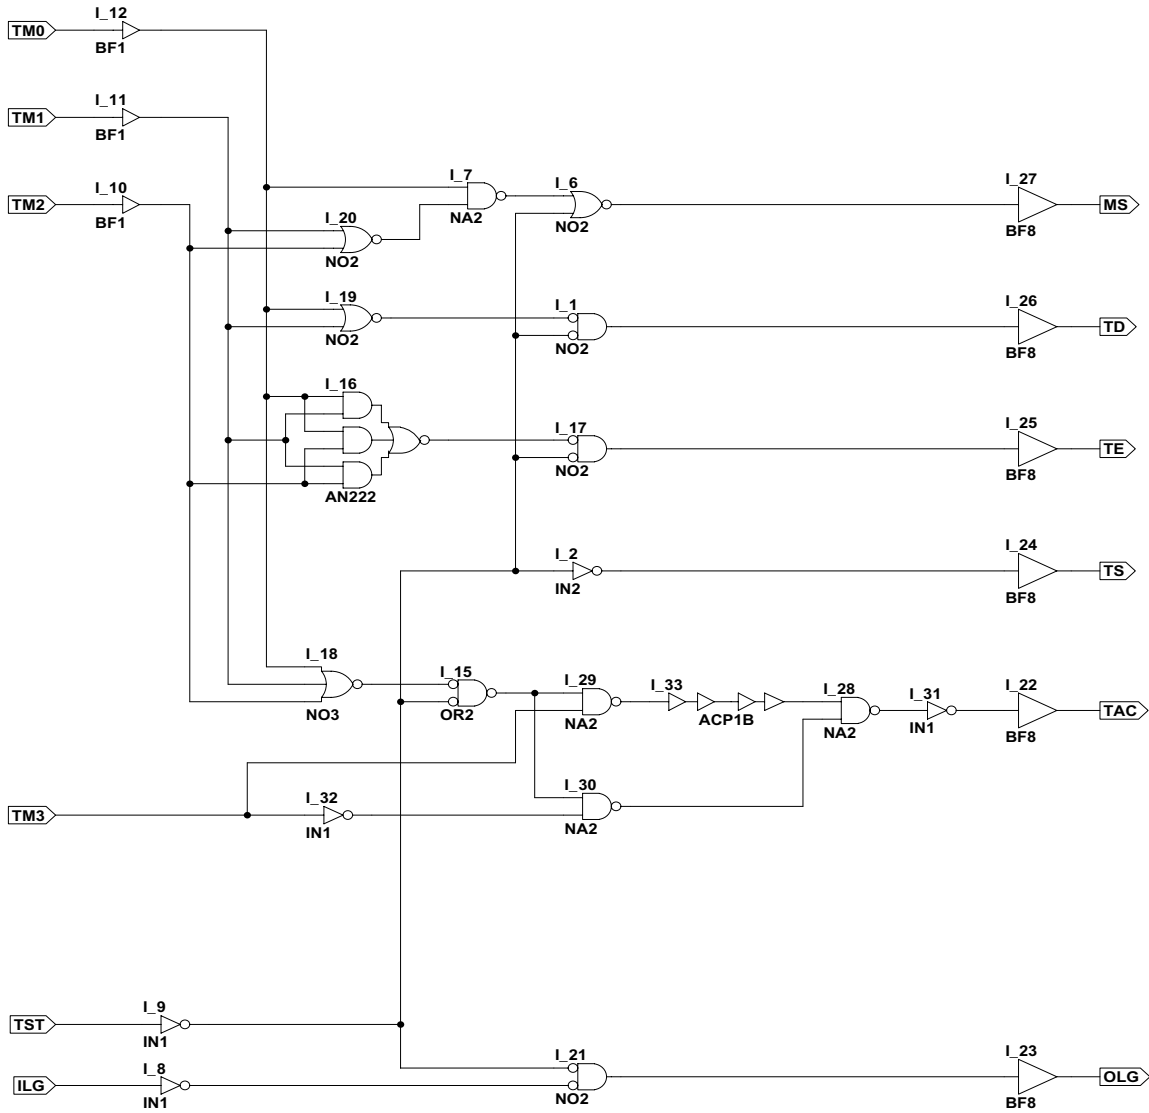 I_12
TM0
BF1
I_11
TM1
BF1
I_10
TM2
BF1
I_7
NA2
I_6
NO2
I_27
BF8
MS
I_20
NO2
I_19
NO2
I_1
NO2
I_26
BF8
TD
I_16
AN222
I_17
NO2
I_25
BF8
TE
I_2
IN2
I_24
BF8
TS
I_18
NO3
I_15
OR2
I_29
NA2
I_33
ACP1B
I_28
NA2
I_31
IN1
I_22
BF8
TAC
I_30
NA2
TM3
I_32
IN1
I_9
TST
IN1
I_8
ILG
IN1
I_21
NO2
I_23
BF8
OLG